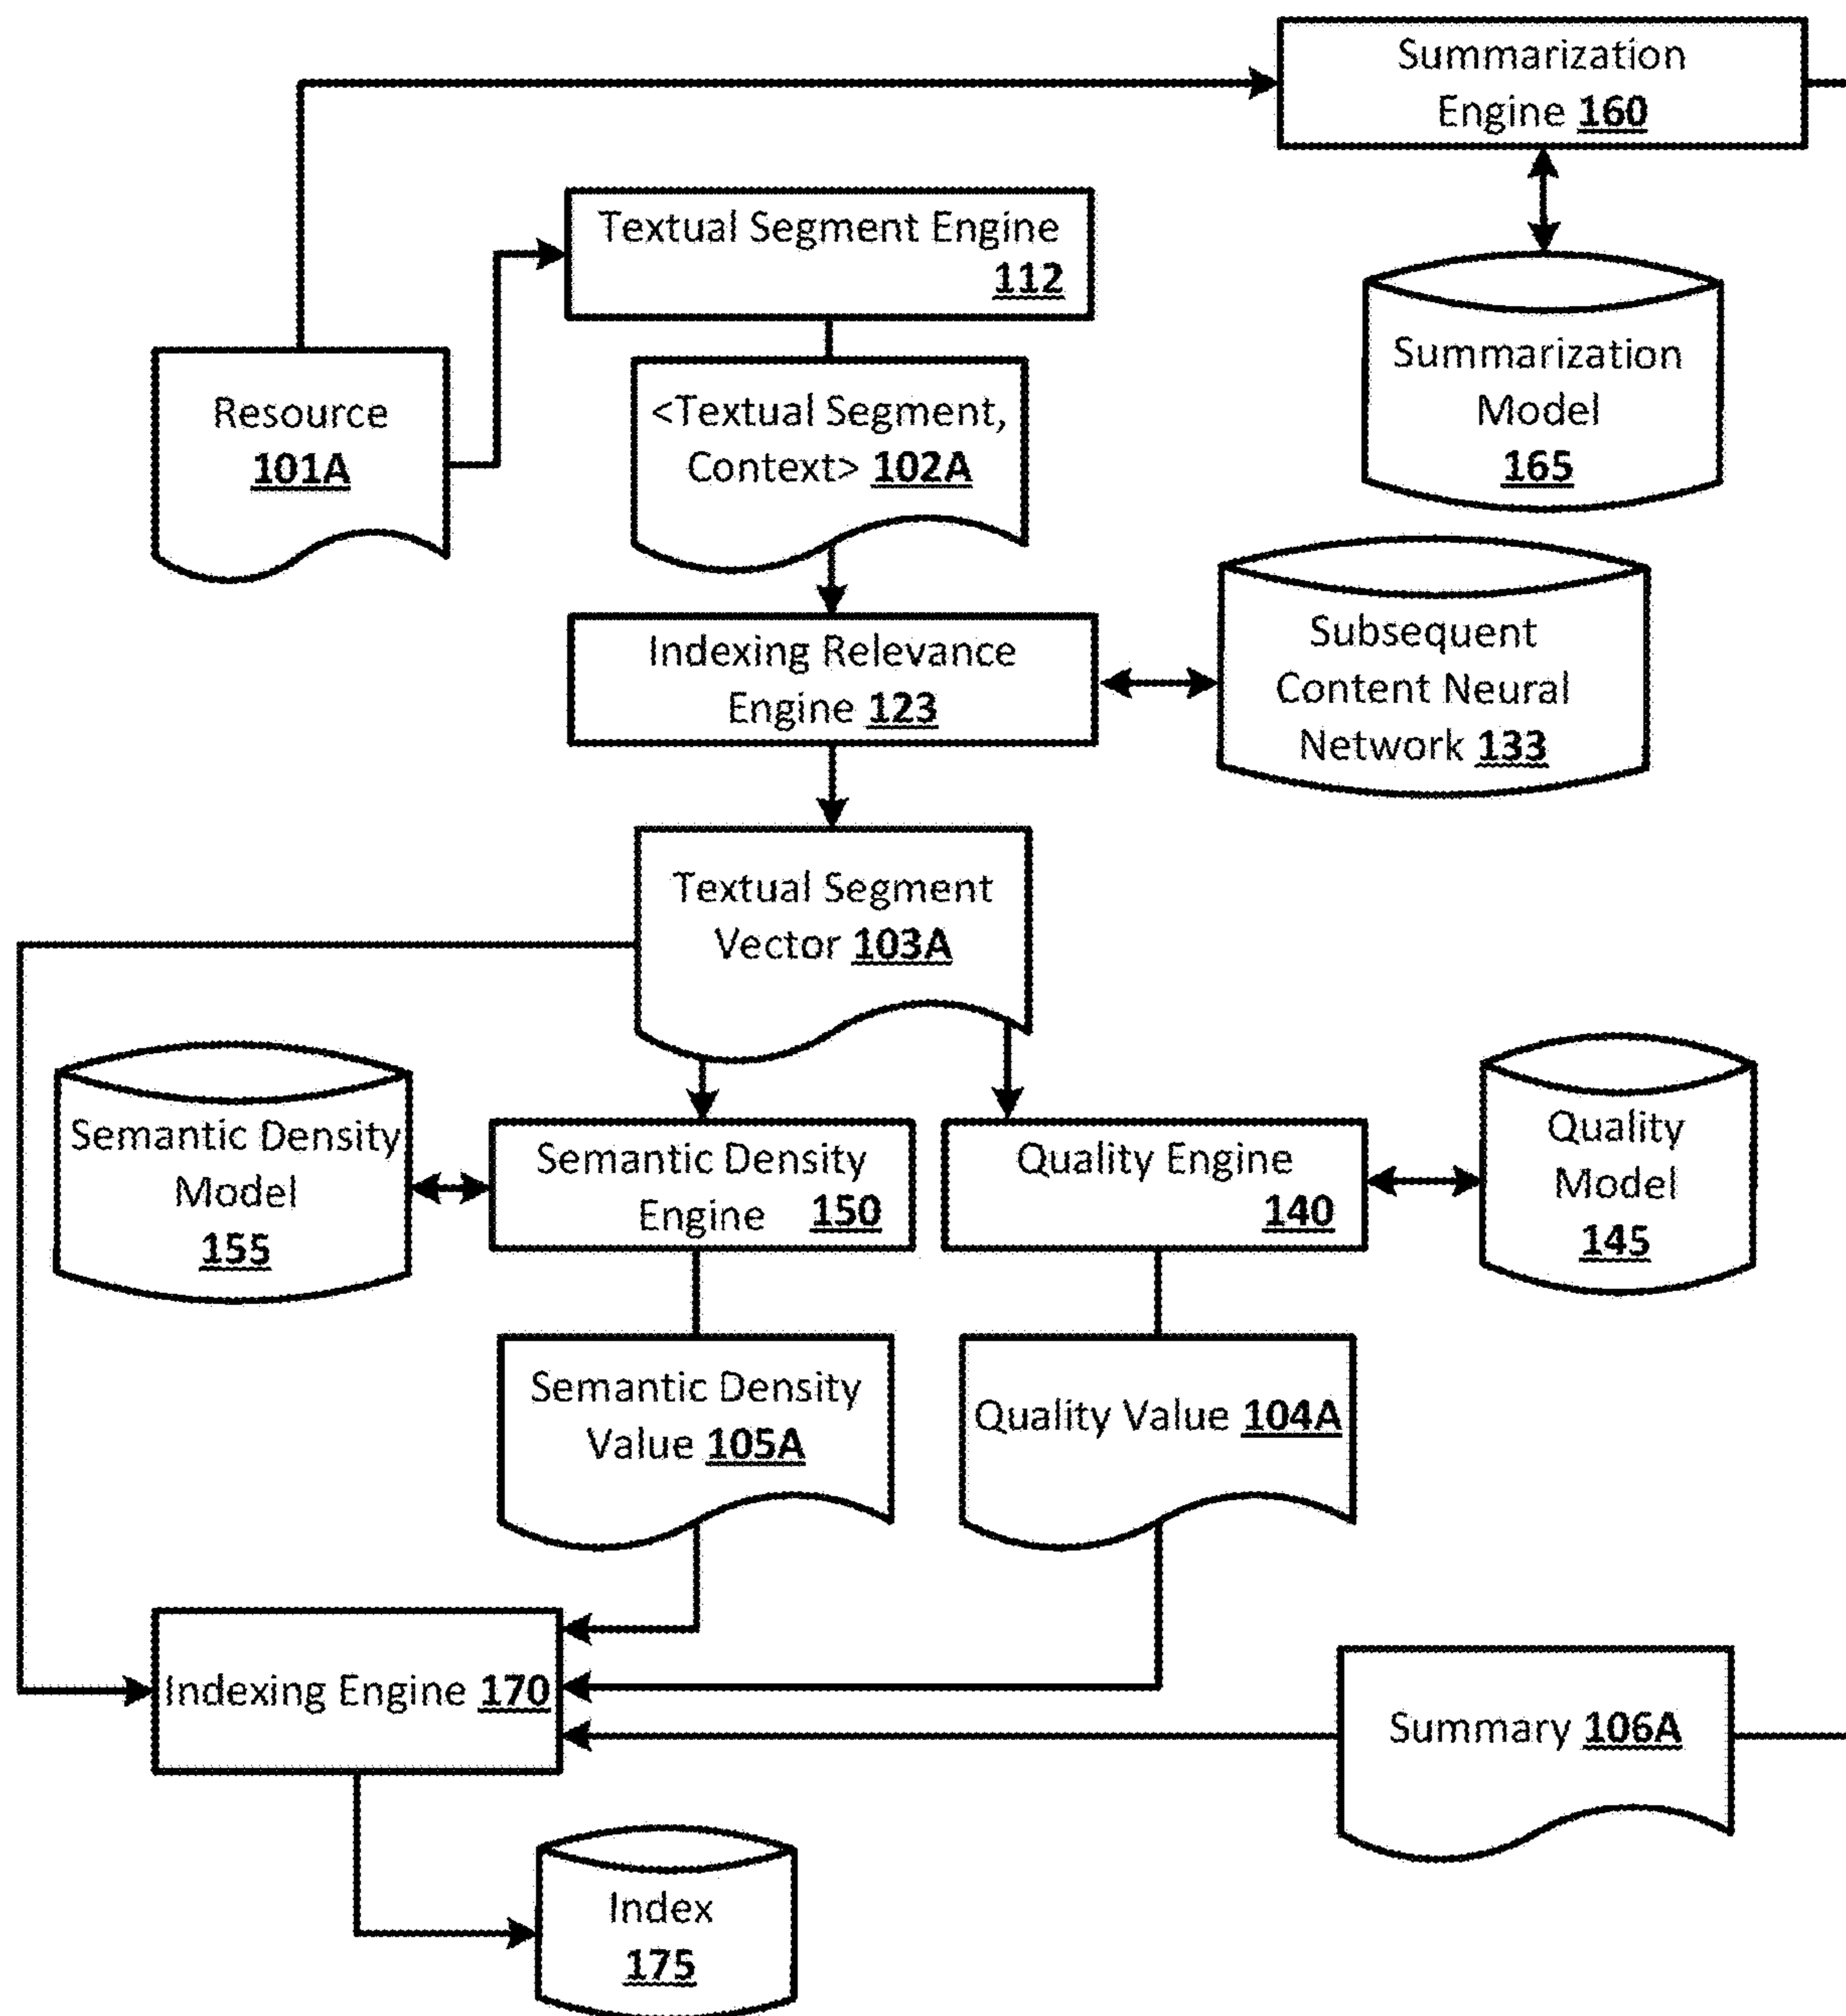 Summarization
Engine 160
Textual Segment Engine
112
Resource
101A
<Textual Segment,
Context> 102A
Summarization
Model
165
Indexing Relevance
Engine 123
Subsequent
Content Neural
Network 133
Textual Segment
Vector 103A
Semantic Density
Model
155
Semantic Density
Engine 150
Quality Engine
140
Quality
Model
145
Semantic Density
Value 105A
Quality Value 104A
Indexing Engine 170
Summary 106A
Index
175